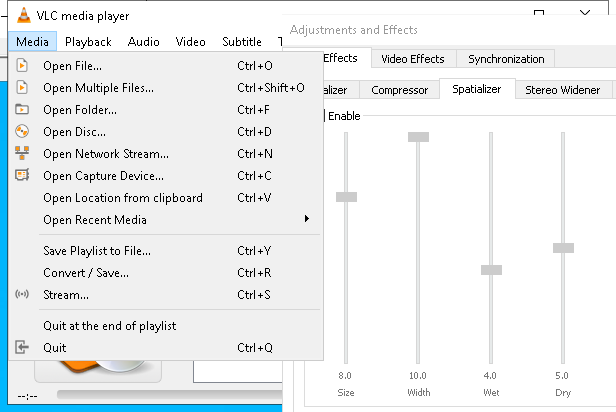 VLC media player
Media Playback Audio Video Subtitle
Open File... Ctrl+O
Open Multiple Files... Ctrl+Shift+O
Open Folder... Ctrl+F
Open Disc... Ctrl+D
Open Network Stream... Ctrl+N
Open Capture Device... Ctrl+C
Open Location from clipboard Ctrl+V
Open Recent Media
Save Playlist to File... Ctrl+Y
Convert / Save... Ctrl+R
Stream... Ctrl+S
Quit at the end of playlist
Quit Ctrl+Q
--:--
Adjustments and Effects
Effects Video Effects Synchronization
alizer Compressor Spatializer Stereo Widener
Enable
8.0 10.0 4.0 5.0
Size Width Wet Dry